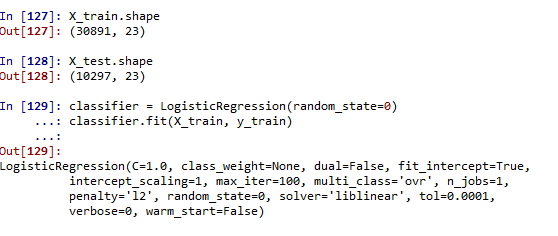 In [127]: X_train.shape
Out[127]: (30891, 23)
In [128]: X_test.shape
Out[128]: (10297, 23)
In [129]: classifier = LogisticRegression(random_state=0)
...: classifier.fit(X_train, y_train)
...:
Out[129]:
LogisticRegression(C=1.0, class_weight=None, dual=False, fit_intercept=True,
intercept_scaling=1, max_iter=100, multi_class='ovr', n_jobs=1,
penalty='l2', random_state=0, solver='liblinear', tol=0.0001,
verbose=0, warm_start=False)